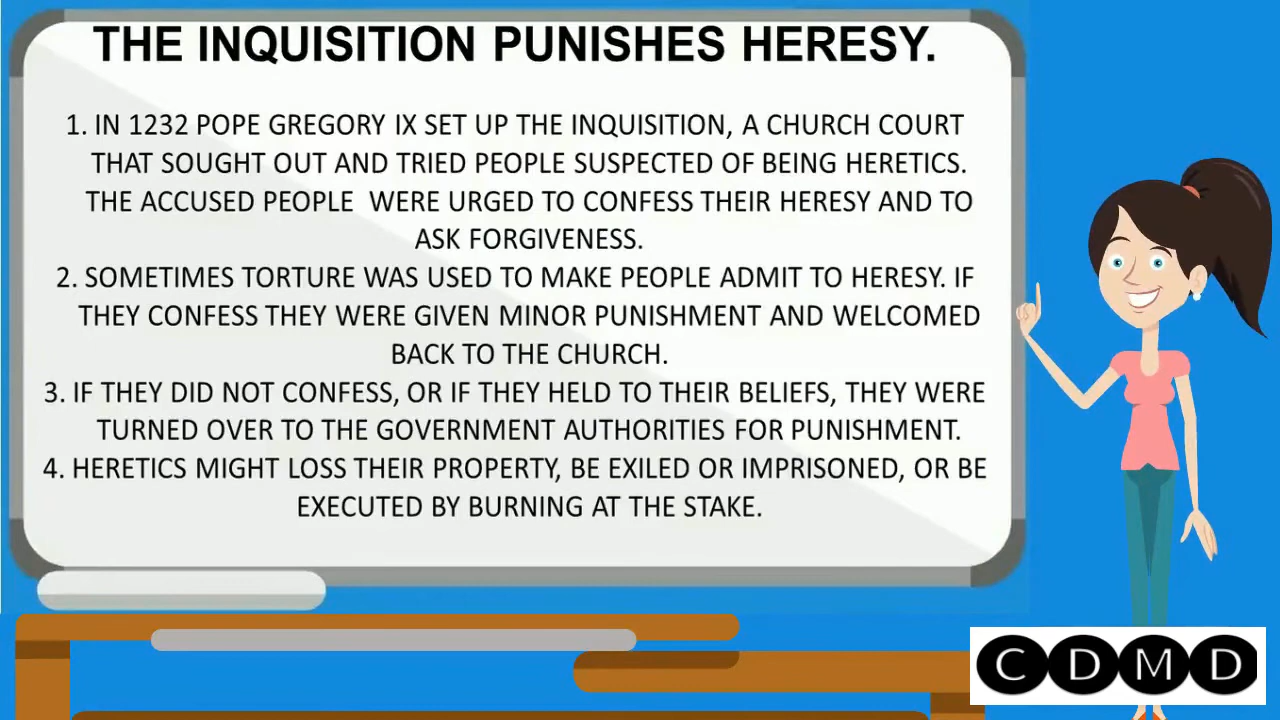 THE INQUISITION PUNISHES HERESY.
1. IN 1232 POPE GREGORY IX SET UP THE INQUISITION, A CHURCH COURT
THAT SOUGHT OUT AND TRIED PEOPLE SUSPECTED OF BEING HERETICS.
THE ACCUSED PEOPLE  WERE URGED TO CONFESS THEIR HERESY AND TO
ASK FORGIVENESS.
2. SOMETIMES TORTURE WAS USED TO MAKE PEOPLE ADMIT TO HERESY. IF
THEY CONFESS THEY WERE GIVEN MINOR PUNISHMENT AND WELCOMED
BACK TO THE CHURCH.
3. IF THEY DID NOT CONFESS, OR IF THEY HELD TO THEIR BELIEFS, THEY WERE
TURNED OVER TO THE GOVERNMENT AUTHORITIES FOR PUNISHMENT.
4. HERETICS MIGHT LOSS THEIR PROPERTY, BE EXILED OR IMPRISONED, OR BE
EXECUTED BY BURNING AT THE STAKE.
CDMD